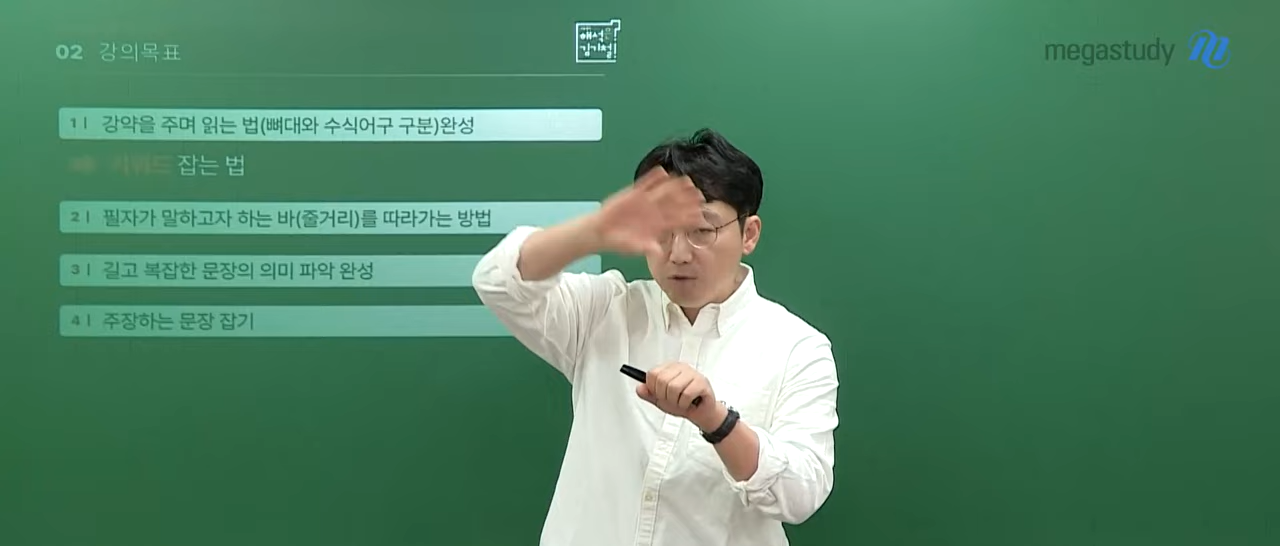 02 강의목표
해석은!
김기철!
megastudy
1 | 강약을 주며 읽는 법(뼈대와 수식어구 구분)완성
키워드 잡는 법
2 | 필자가 말하고자 하는 바(줄거리)를 따라가는 방법
3 | 길고 복잡한 문장의 의미 파악 완성
4 | 주장하는 문장 잡기